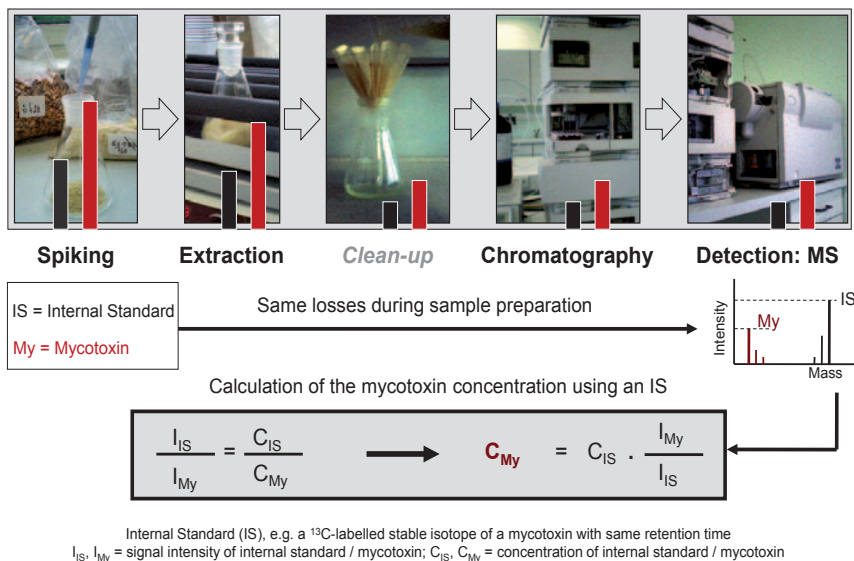 Spiking
Extraction
Clean-up
Chromatography
Detection: MS
IS = Internal Standard
My = Mycotoxin
Same losses during sample preparation
IS
My
Intensity
Mass
Calculation of the mycotoxin concentration using an IS
I_IS / I_My = C_IS / C_My
C_My = C_IS · I_My / I_IS
Internal Standard (IS), e.g. a ¹³C-labelled stable isotope of a mycotoxin with same retention time
I_IS, I_My = signal intensity of internal standard / mycotoxin; C_IS, C_My = concentration of internal standard / mycotoxin